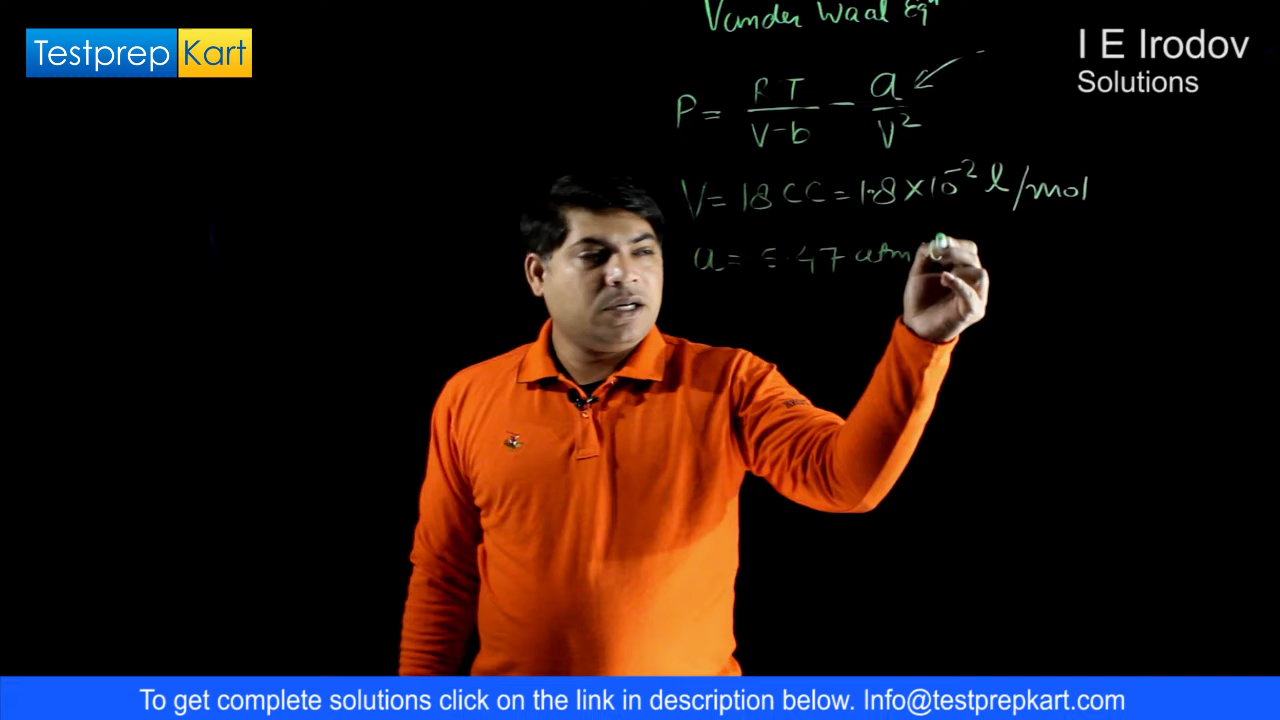 Testprep Kart
I E Irodov
Solutions
Vander Waal Eqⁿ
P = RT / V-b - a / V²
V = 18 CC = 1.8 × 10⁻² l/mol
a = 5.47 atm
To get complete solutions click on the link in description below. Info@testprepkart.com